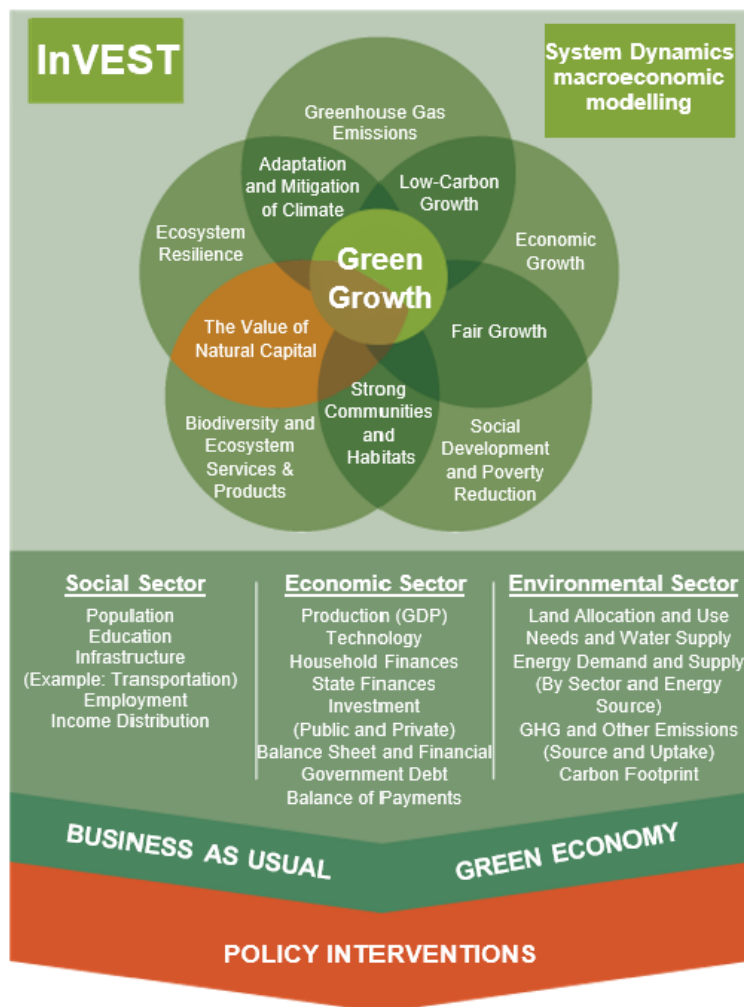 InVEST
System Dynamics
macroeconomic
modelling
Greenhouse Gas
Emissions
Adaptation
and Mitigation
of Climate
Low-Carbon
Growth
Ecosystem
Resilience
Green
Growth
Economic
Growth
The Value of
Natural Capital
Fair Growth
Strong
Communities
and
Habitats
Biodiversity and
Ecosystem
Services &
Products
Social
Development
and Poverty
Reduction
Social Sector
Population
Education
Infrastructure
(Example: Transportation)
Employment
Income Distribution
Economic Sector
Production (GDP)
Technology
Household Finances
State Finances
Investment
(Public and Private)
Balance Sheet and Financial
Government Debt
Balance of Payments
Environmental Sector
Land Allocation and Use
Needs and Water Supply
Energy Demand and Supply
(By Sector and Energy
Source)
GHG and Other Emissions
(Source and Uptake)
Carbon Footprint
BUSINESS AS USUAL
GREEN ECONOMY
POLICY INTERVENTIONS